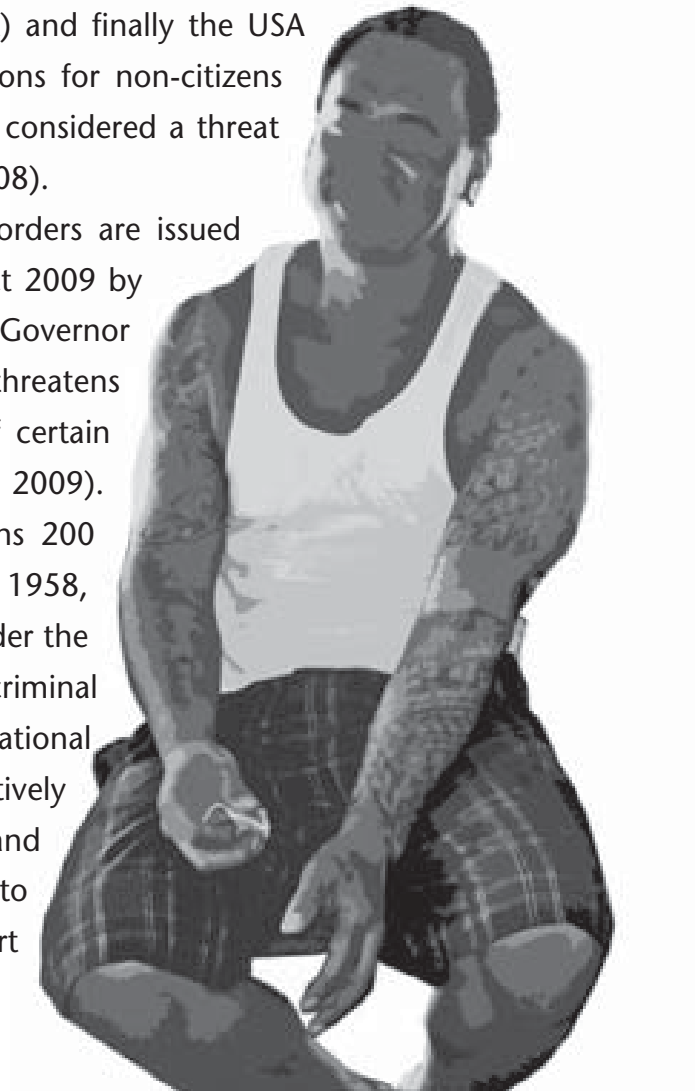 ) and finally the USA
ons for non-citizens
considered a threat
08).
orders are issued
t 2009 by
Governor
threatens
certain
2009).
ns 200
1958,
der the
criminal
ational
tively
and
to
rt